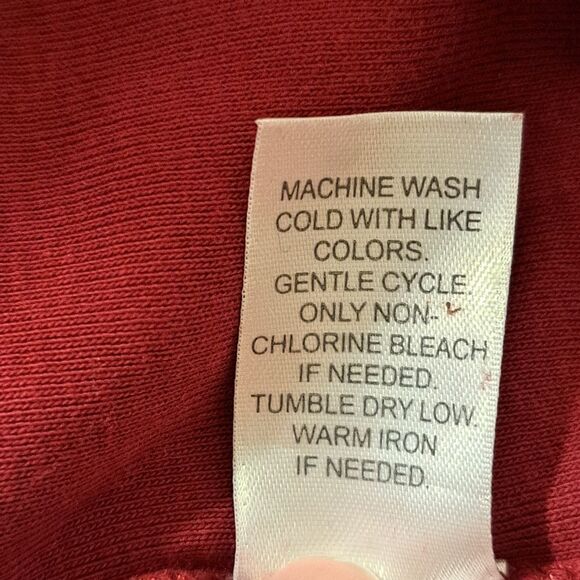 MACHINE WASH
COLD WITH LIKE
COLORS.
GENTLE CYCLE.
ONLY NON-
CHLORINE BLEACH
IF NEEDED.
TUMBLE DRY LOW.
WARM IRON
IF NEEDED.